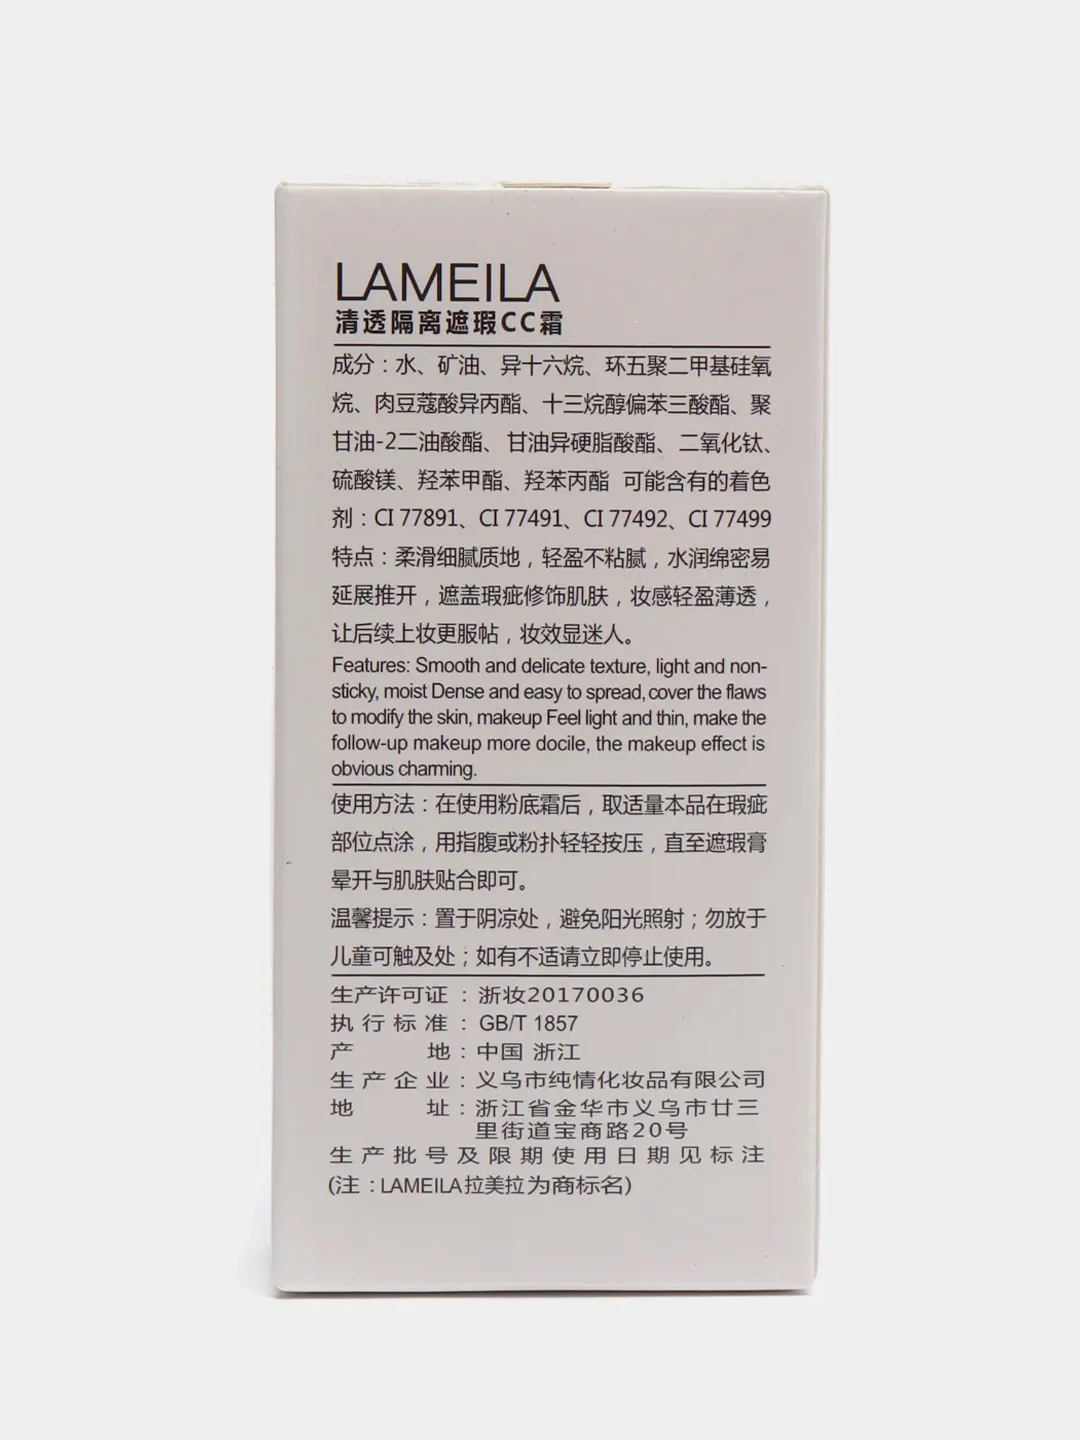 LAMEILA
清透隔离遮瑕CC霜
成分：水、矿油、异十六烷、环五聚二甲基硅氧
烷、肉豆蔻酸异丙酯、十三烷醇偏苯三酸酯、聚
甘油-2二油酸酯、甘油异硬脂酸酯、二氧化钛、
硫酸镁、羟苯甲酯、羟苯丙酯 可能含有的着色
剂：CI 77891、CI 77491、CI 77492、CI 77499
特点：柔滑细腻质地，轻盈不粘腻，水润绵密易
延展推开，遮盖瑕疵修饰肌肤，妆感轻盈薄透，
让后续上妆更服帖，妆效显迷人。
Features: Smooth and delicate texture, light and non-
sticky, moist Dense and easy to spread, cover the flaws
to modify the skin, makeup Feel light and thin, make the
follow-up makeup more docile, the makeup effect is
obvious charming.
使用方法：在使用粉底霜后，取适量本品在瑕疵
部位点涂，用指腹或粉扑轻轻按压，直至遮瑕膏
晕开与肌肤贴合即可。
温馨提示：置于阴凉处，避免阳光照射；勿放于
儿童可触及处；如有不适请立即停止使用。
生产许可证：浙妆20170036
执行标准：GB/T 1857
产地：中国 浙江
生产企业：义乌市纯情化妆品有限公司
地址：浙江省金华市义乌市廿三
里街道宝商路20号
生产批号及限期使用日期见标注
(注：LAMEILA拉美拉为商标名)